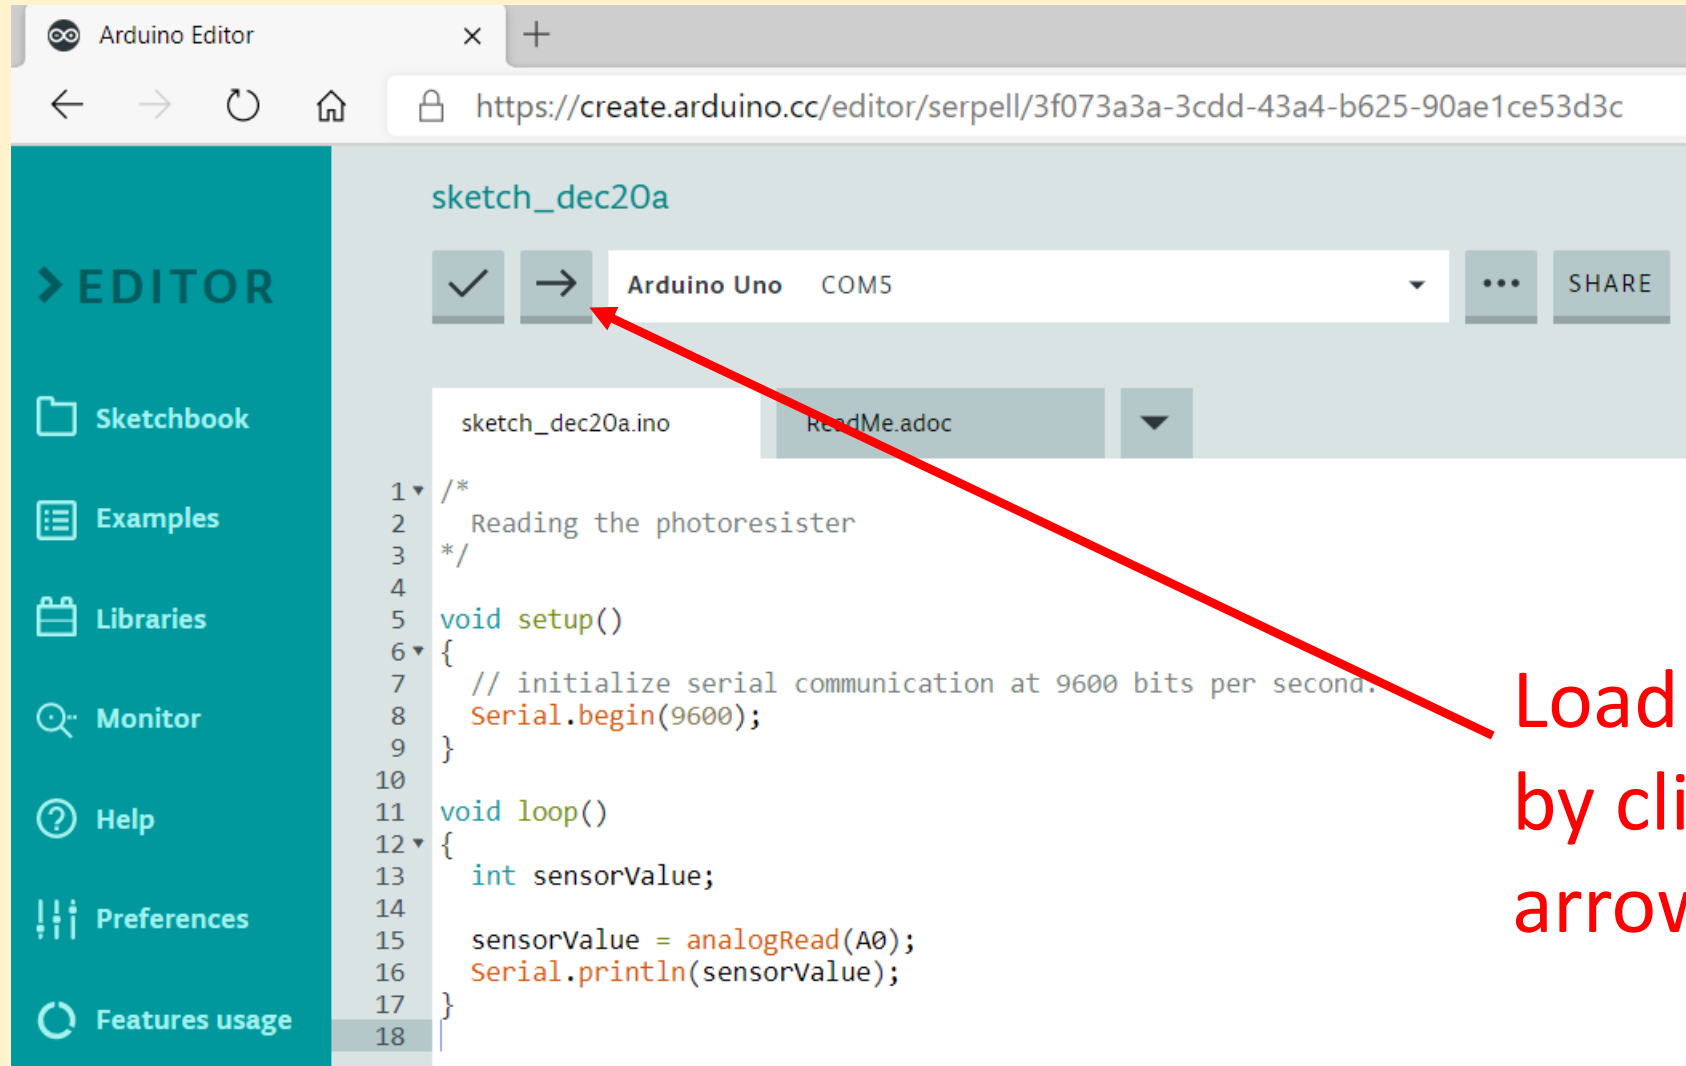 Arduino Editor
https://create.arduino.cc/editor/serpell/3f073a3a-3cdd-43a4-b625-90ae1ce53d3c
sketch_dec20a
EDITOR
Arduino Uno COM5
SHARE
Sketchbook
Examples
Libraries
Monitor
Help
Preferences
Features usage
sketch_dec20a.ino
ReadMe.adoc
1 /*
2 Reading the photoresister
3 */
4
5 void setup()
6 {
7 // initialize serial communication at 9600 bits per second.
8 Serial.begin(9600);
9 }
10
11 void loop()
12 {
13 int sensorValue;
14
15 sensorValue = analogRead(A0);
16 Serial.println(sensorValue);
17 }
18
Load
by